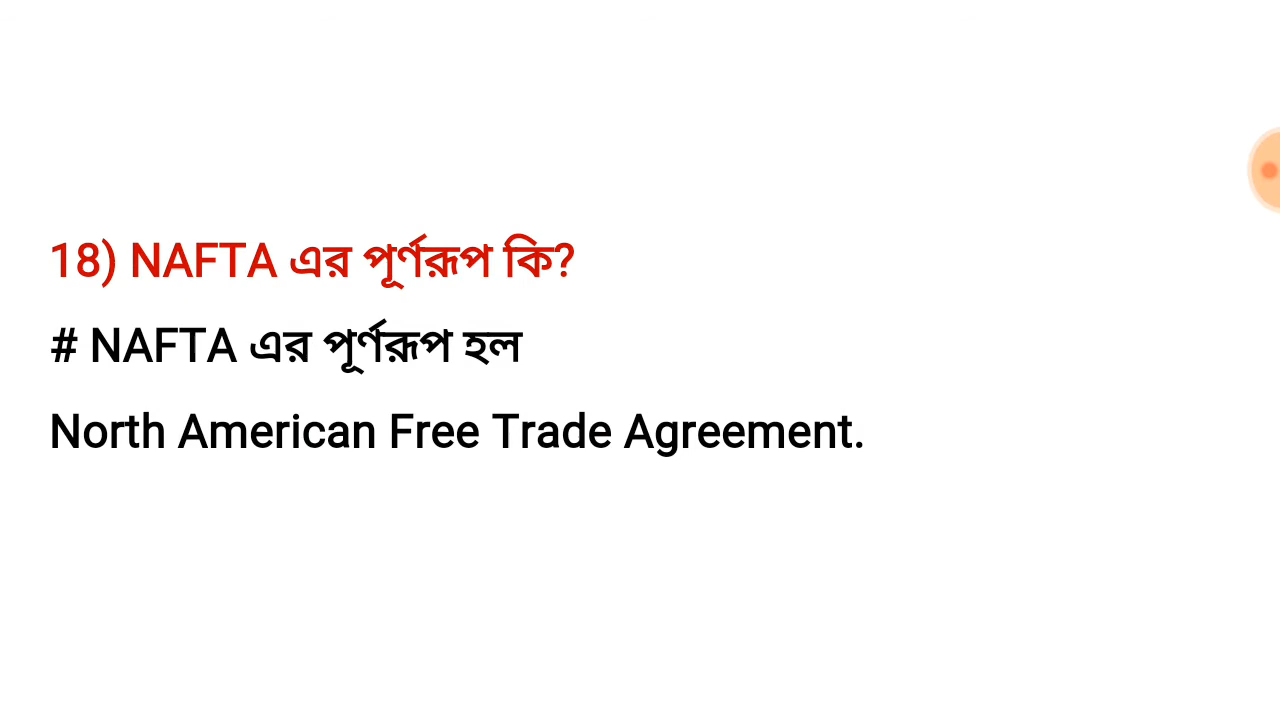 18) NAFTA এর পূর্ণরূপ কি?
# NAFTA এর পূর্ণরূপ হল
North American Free Trade Agreement.